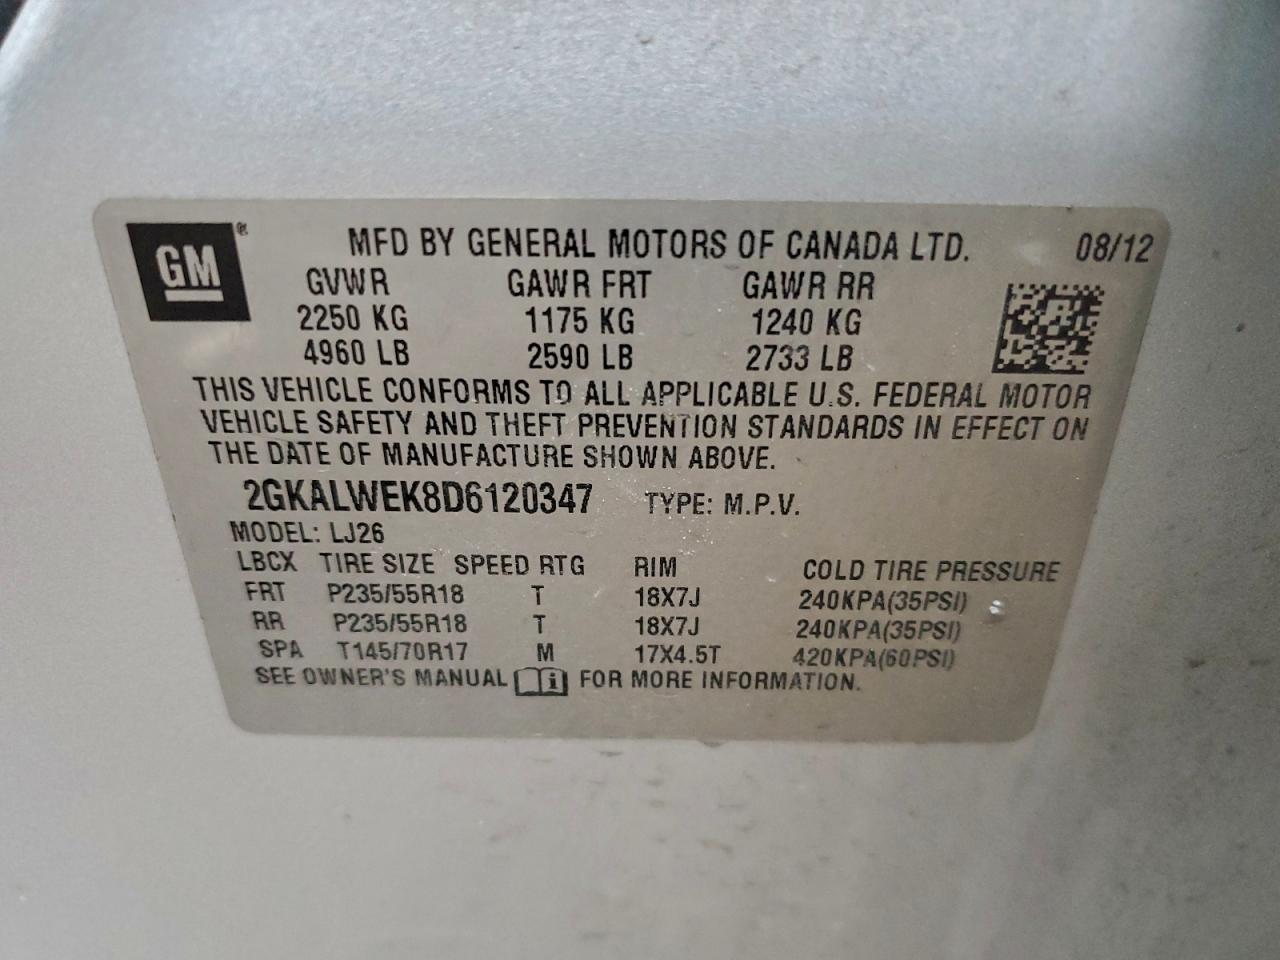 GM®
MFD BY GENERAL MOTORS OF CANADA LTD. 08/12
GVWR GAWR FRT GAWR RR
2250 KG 1175 KG 1240 KG
4960 LB 2590 LB 2733 LB
THIS VEHICLE CONFORMS TO ALL APPLICABLE U.S. FEDERAL MOTOR
VEHICLE SAFETY AND THEFT PREVENTION STANDARDS IN EFFECT ON
THE DATE OF MANUFACTURE SHOWN ABOVE.
2GKALWEK8D6120347 TYPE: M.P.V.
MODEL: LJ26
LBCX TIRE SIZE SPEED RTG RIM COLD TIRE PRESSURE
FRT P235/55R18 T 18X7J 240KPA(35PSI)
RR P235/55R18 T 18X7J 240KPA(35PSI)
SPA T145/70R17 M 17X4.5T 420KPA(60PSI)
SEE OWNER'S MANUAL i FOR MORE INFORMATION.